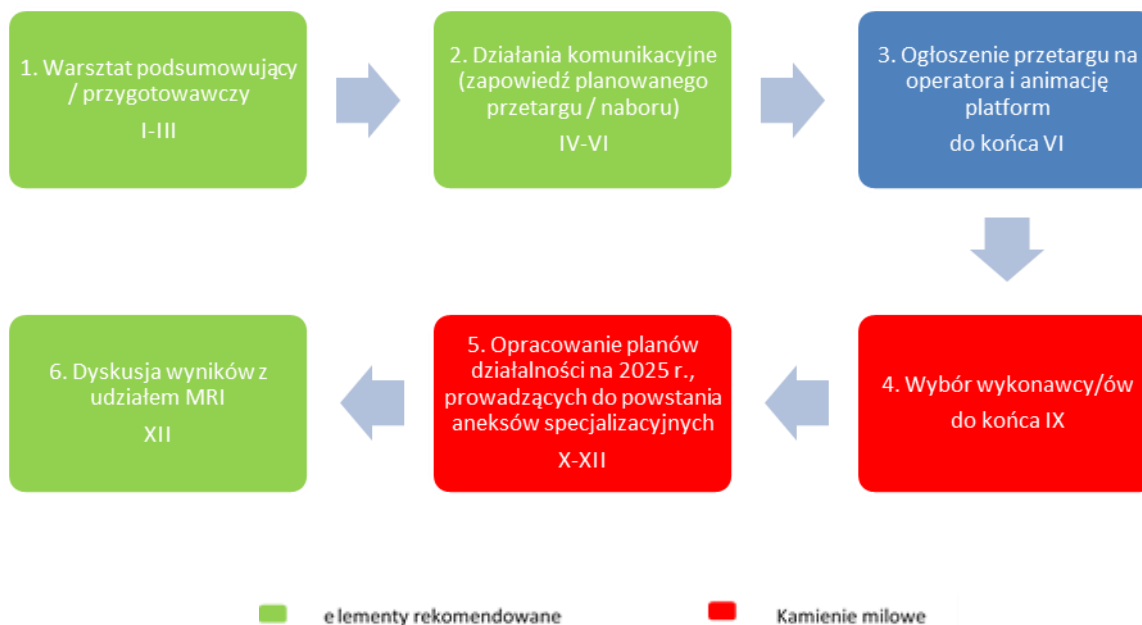 1. Warsztat podsumowujący
/ przygotowawczy
I-III
2. Działania komunikacyjne
(zapowiedź planowanego
przetargu / naboru)
IV-VI
3. Ogłoszenie przetargu na
operatora i animację
platform
do końca VI
4. Wybór wykonawcy/ów
do końca IX
5. Opracowanie planów
działalności na 2025 r.,
prowadzących do powstania
aneksów specjalizacyjnych
X-XII
6. Dyskusja wyników z
udziałem MRI
XII
elementy rekomendowane
Kamienie milowe